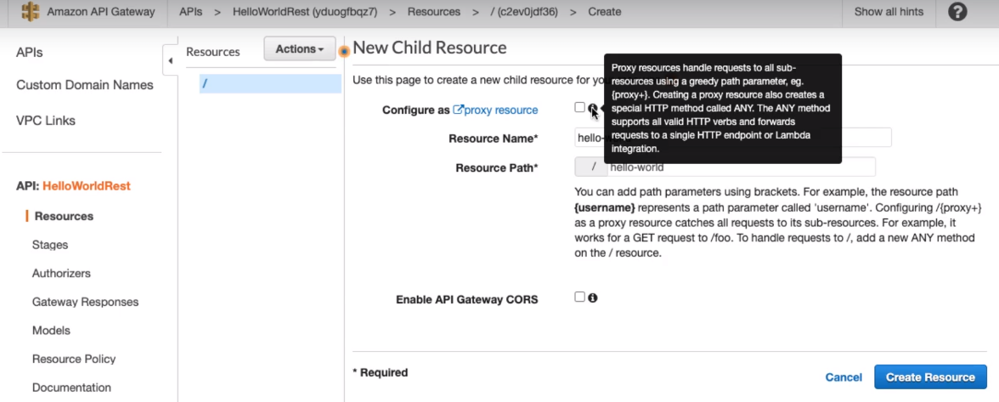 Amazon API Gateway APIs > HelloWorldRest (yduogfbqz7) > Resources > / (c2ev0jdf36) > Create Show all hints ?
APIs
Custom Domain Names
VPC Links
API: HelloWorldRest
Resources
Stages
Authorizers
Gateway Responses
Models
Resource Policy
Documentation
Resources Actions
/
New Child Resource
Use this page to create a new child resource for
Configure as proxy resource
Proxy resources handle requests to all sub-
resources using a greedy path parameter, eg.
{proxy+}. Creating a proxy resource also creates a
special HTTP method called ANY. The ANY method
supports all valid HTTP verbs and forwards
requests to a single HTTP endpoint or Lambda
integration.
Resource Name* hello-
Resource Path* / hello-world
You can add path parameters using brackets. For example, the resource path
{username} represents a path parameter called 'username'. Configuring /{proxy+}
as a proxy resource catches all requests to its sub-resources. For example, it
works for a GET request to /foo. To handle requests to /, add a new ANY method
on the / resource.
Enable API Gateway CORS
* Required
Cancel Create Resource